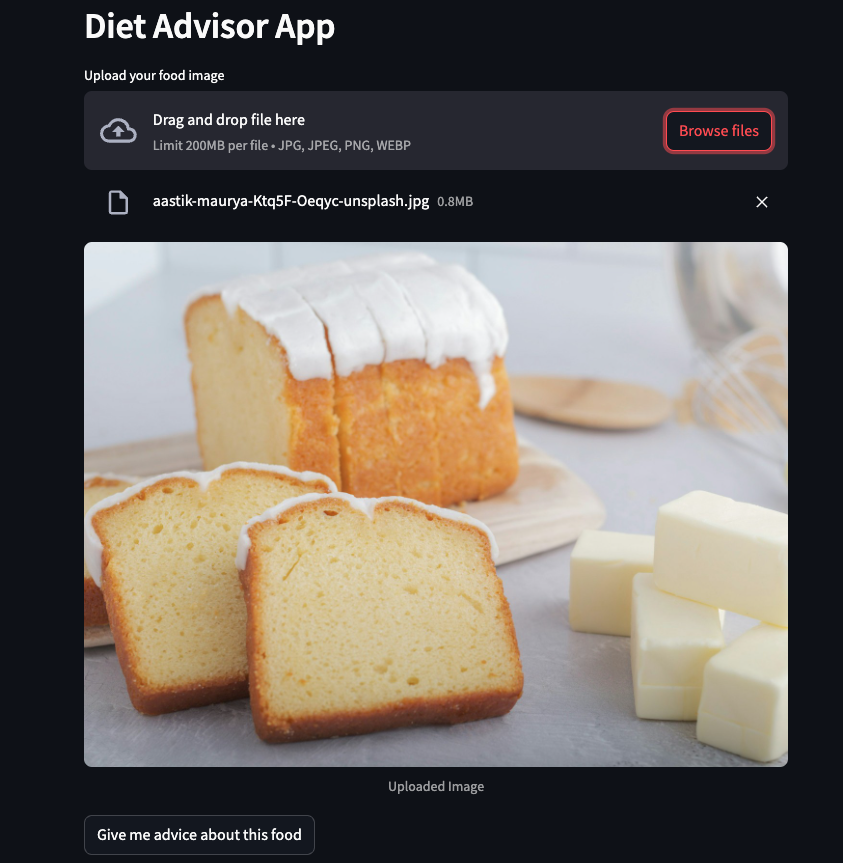 Diet Advisor App
Upload your food image
Drag and drop file here
Limit 200MB per file • JPG, JPEG, PNG, WEBP
Browse files
aastik-maurya-Ktq5F-Oeqyc-unsplash.jpg 0.8MB
Uploaded Image
Give me advice about this food